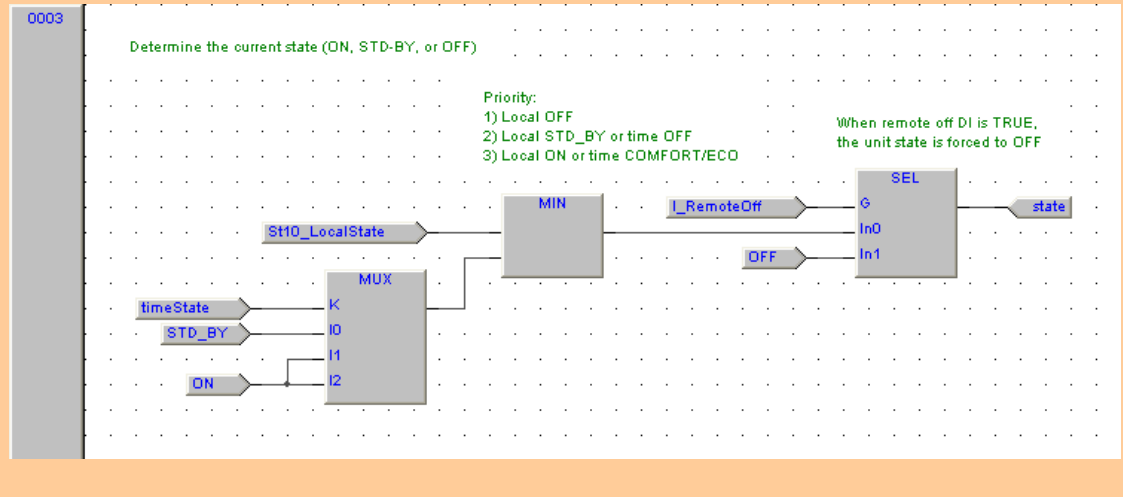 0003
Determine the current state (ON, STD-BY, or OFF)
Priority:
1) Local OFF
2) Local STD_BY or time OFF
3) Local ON or time COMFORT/ECO
When remote off DI is TRUE,
the unit state is forced to OFF
SEL
MIN
I_RemoteOff
G
state
St10_LocalState
In0
OFF
In1
MUX
timeState
K
STD_BY
I0
I1
ON
I2